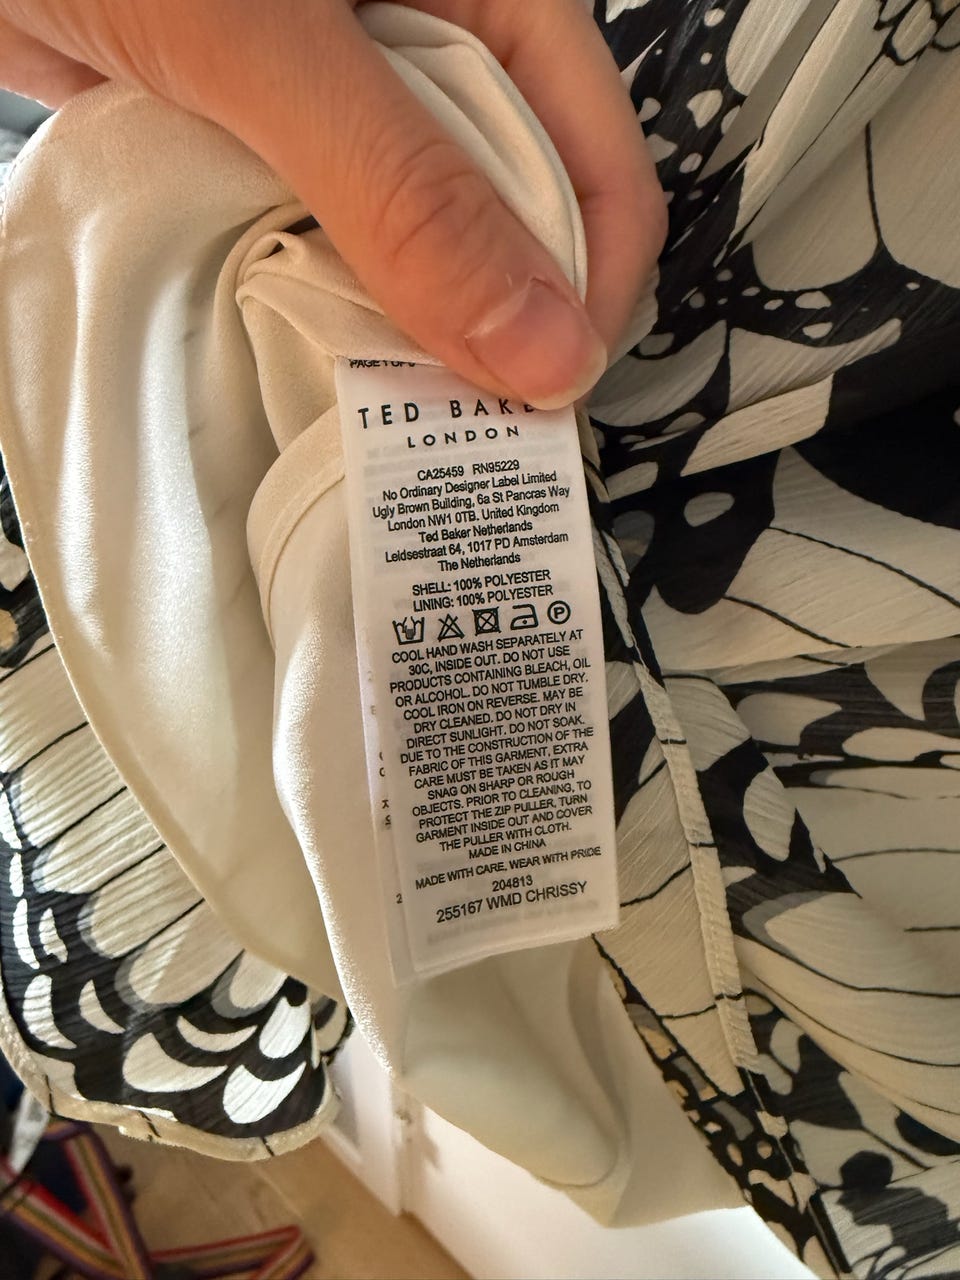 PAGE 1 OF
TED BAKE
LONDON
CA25459 RN95229
No Ordinary Designer Label Limited
Ugly Brown Building, 6a St Pancras Way
London NW1 0TB, United Kingdom
Ted Baker Netherlands
Leidsestraat 64, 1017 PD Amsterdam
The Netherlands
SHELL: 100% POLYESTER
LINING: 100% POLYESTER
P
COOL HAND WASH SEPARATELY AT
30C, INSIDE OUT. DO NOT USE
PRODUCTS CONTAINING BLEACH, OIL
OR ALCOHOL. DO NOT TUMBLE DRY.
COOL IRON ON REVERSE. MAY BE
DRY CLEANED. DO NOT DRY IN
DIRECT SUNLIGHT. DO NOT SOAK.
DUE TO THE CONSTRUCTION OF THE
FABRIC OF THIS GARMENT, EXTRA
CARE MUST BE TAKEN AS IT MAY
SNAG ON SHARP OR ROUGH
OBJECTS. PRIOR TO CLEANING, TO
PROTECT THE ZIP PULLER, TURN
GARMENT INSIDE OUT AND COVER
THE PULLER WITH CLOTH.
MADE IN CHINA
MADE WITH CARE, WEAR WITH PRIDE
204813
255167 WMD CHRISSY